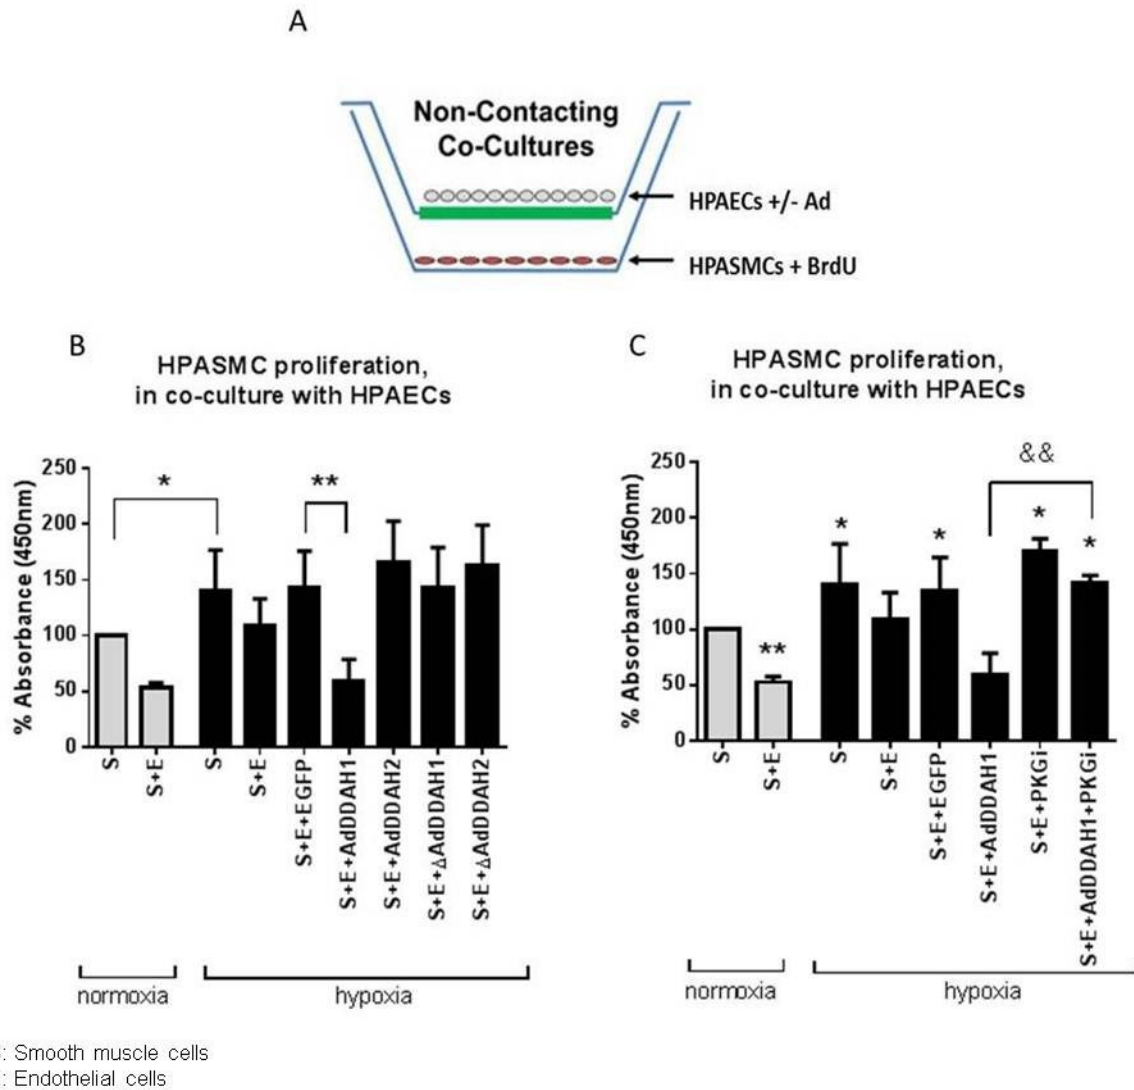 A
Non-Contacting
Co-Cultures
HPAECs +/- Ad
HPASMCs + BrdU
B
HPASMC proliferation,
in co-culture with HPAECs
% Absorbance (450nm)
250
200
150
100
50
0
*
**
S
S+E
S
S+E
S+E+EGFP
S+E+AdDDAH1
S+E+AdDDAH2
S+E+ΔAdDDAH1
S+E+ΔAdDDAH2
normoxia
hypoxia
C
HPASMC proliferation,
in co-culture with HPAECs
% Absorbance (450nm)
250
200
150
100
50
0
**
*
*
&&
*
*
S
S+E
S
S+E
S+E+EGFP
S+E+AdDDAH1
S+E+PKGi
S+E+AdDDAH1+PKGi
normoxia
hypoxia
: Smooth muscle cells
: Endothelial cells